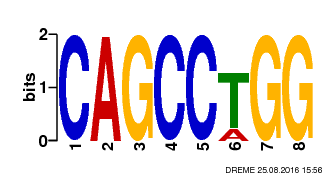 2
bits
1
0
CAGCCTGG
A
1 2 3 4 5 6 7 8
DREME 25.08.2016 15:56